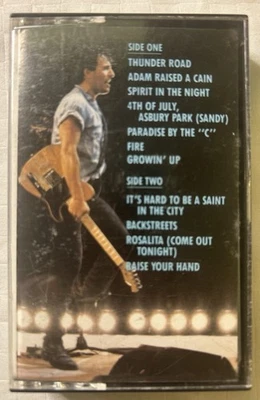 SIDE ONE
THUNDER ROAD
ADAM RAISED A CAIN
SPIRIT IN THE NIGHT
4TH OF JULY,
ASBURY PARK (SANDY)
PARADISE BY THE "C"
FIRE
GROWIN' UP
SIDE TWO
IT'S HARD TO BE A SAINT
IN THE CITY
BACKSTREETS
ROSALITA (COME OUT
TONIGHT)
RAISE YOUR HAND